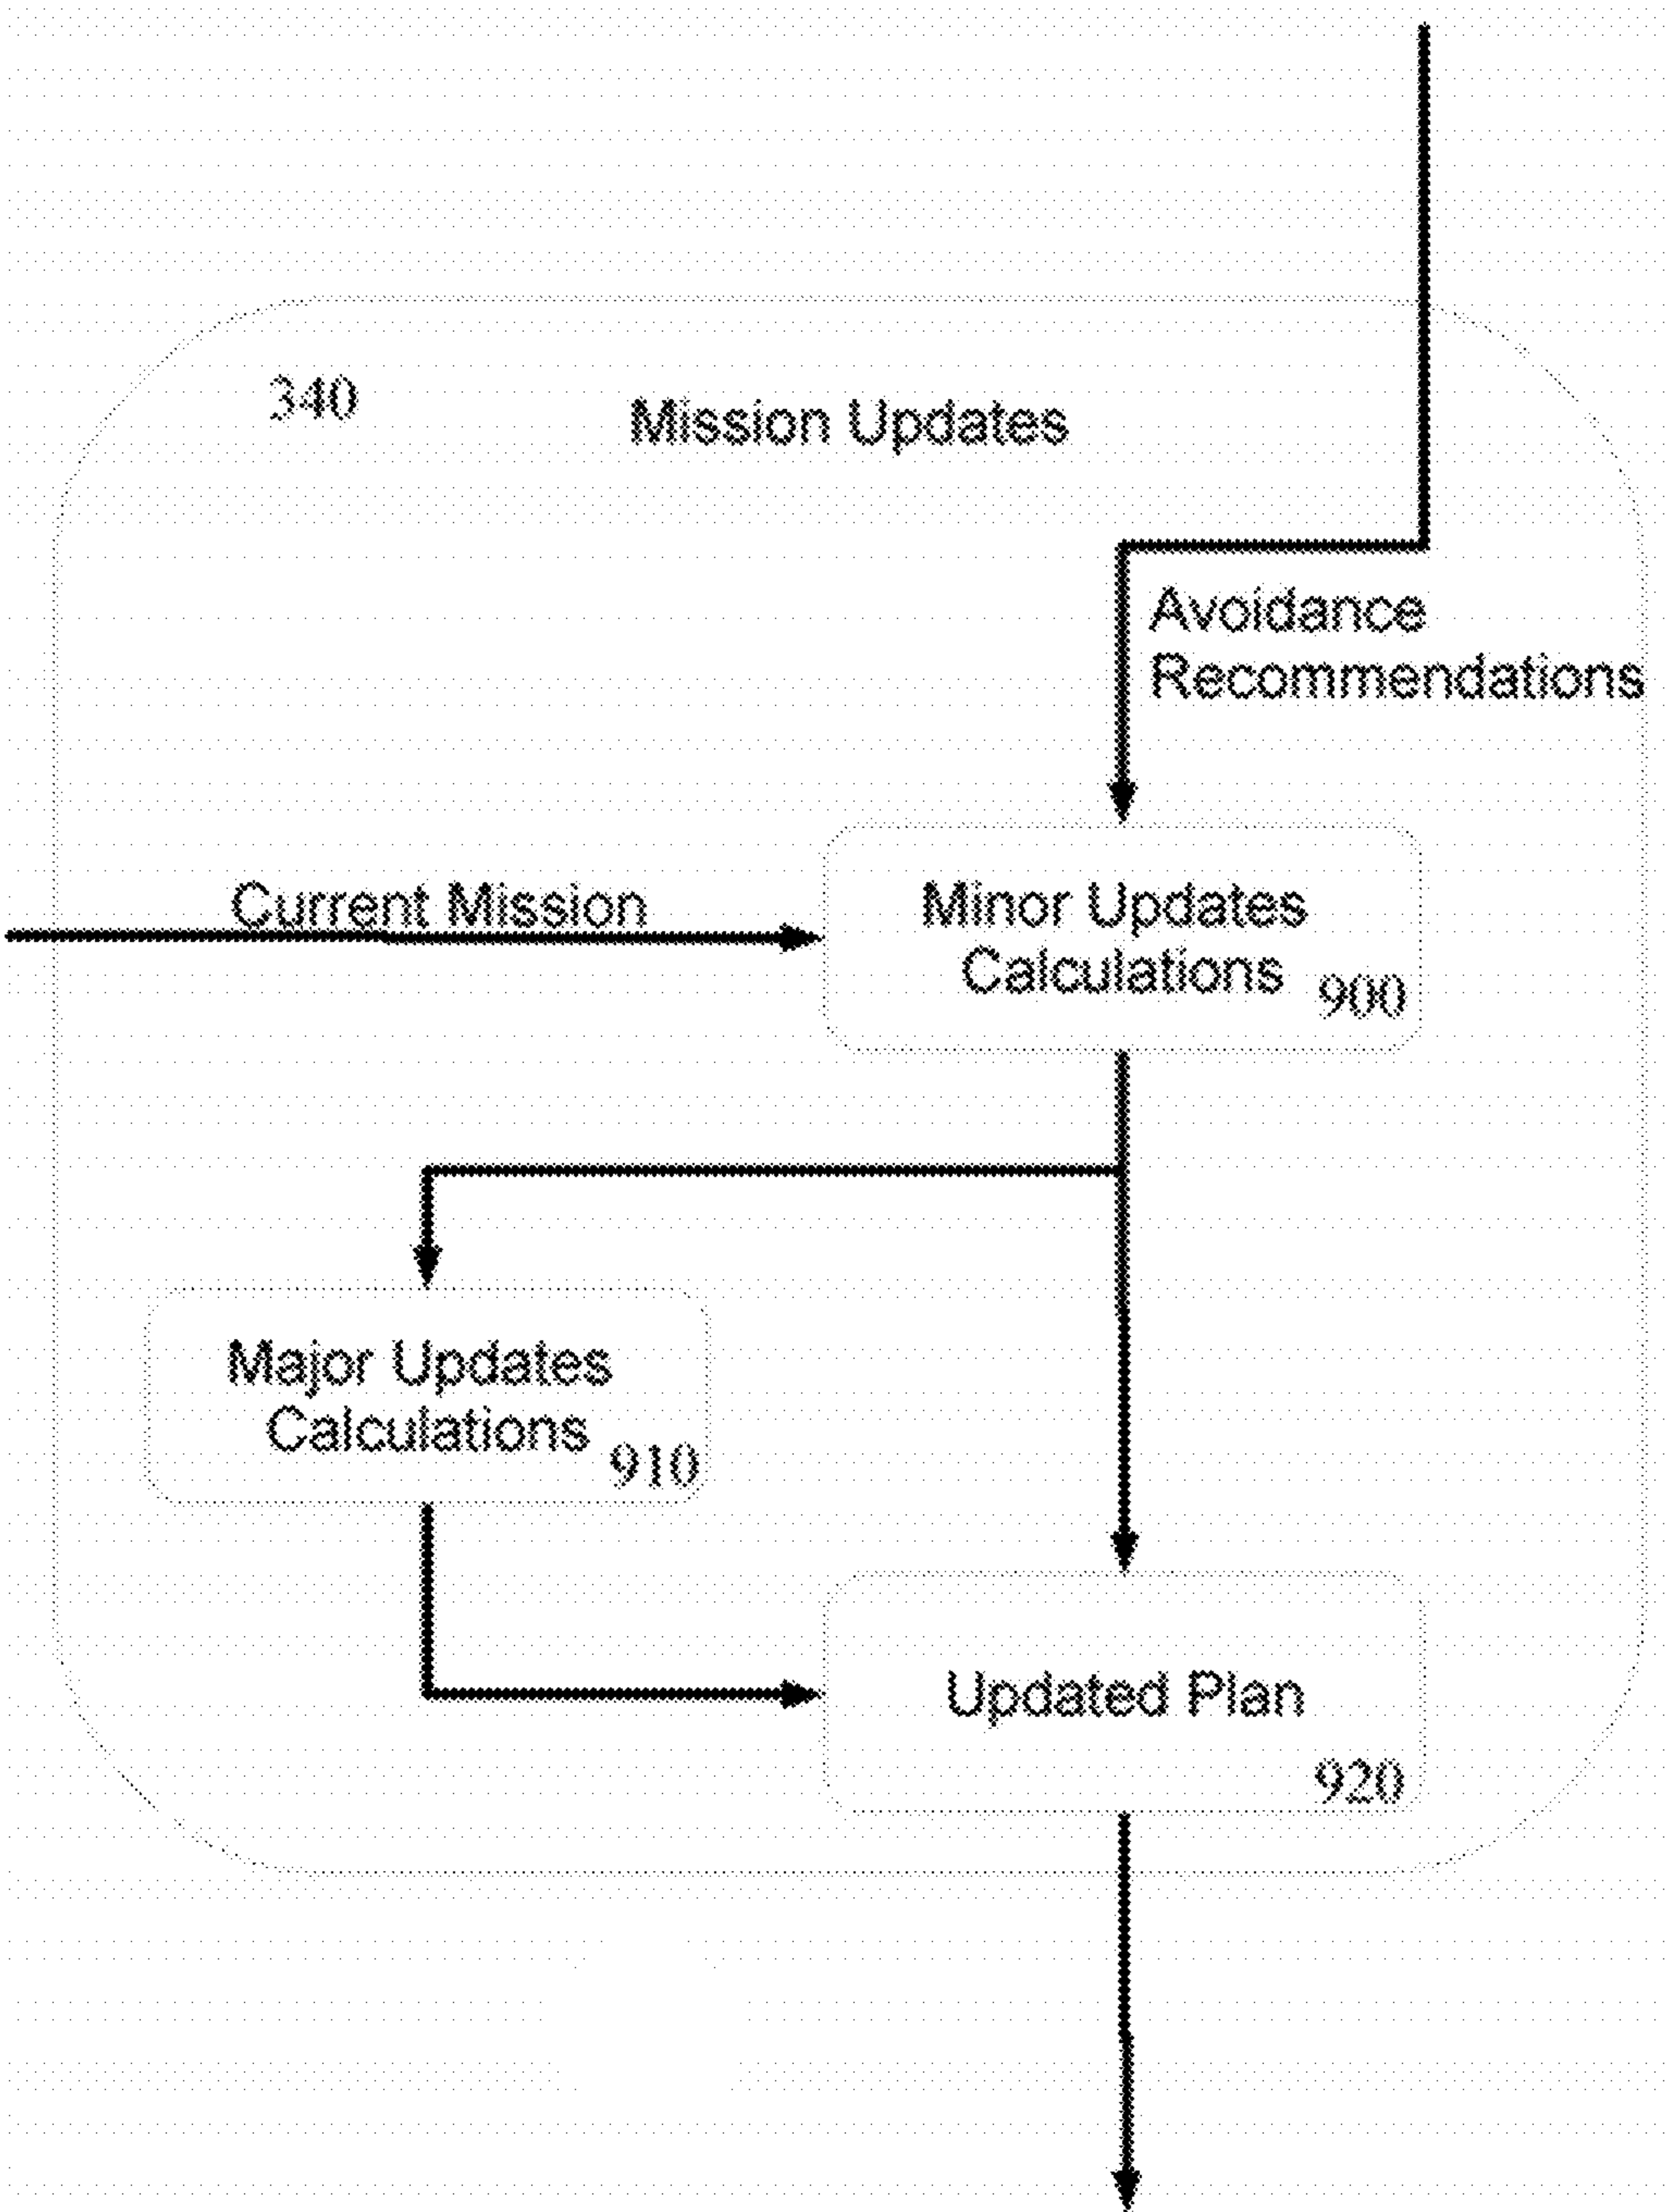 340
Mission Updates
Avoidance
Recommendations
Current Mission
Minor Updates
Calculations
900
Major Updates
Calculations
910
Updated Plan
920